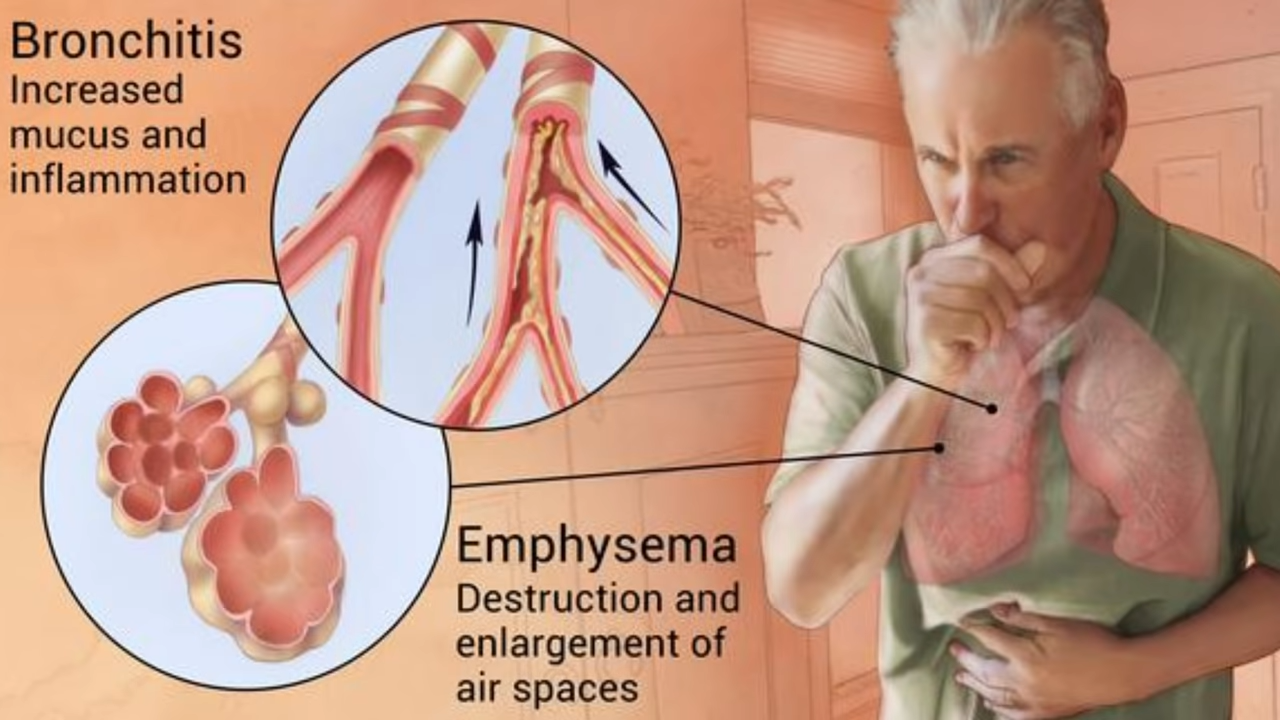 Bronchitis
Increased
mucus and
inflammation
Emphysema
Destruction and
enlargement of
air spaces